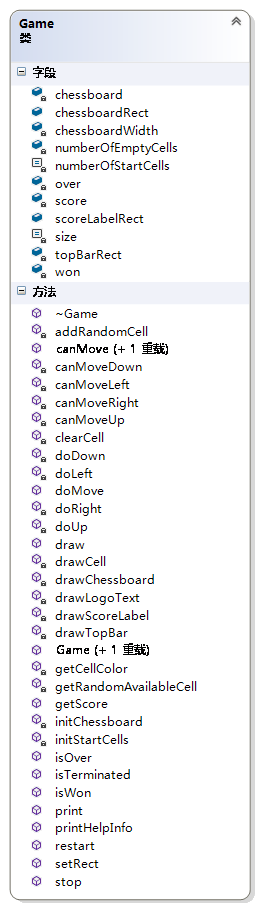 Game
类
字段
chessboard
chessboardRect
chessboardWidth
numberOfEmptyCells
numberOfStartCells
over
score
scoreLabelRect
size
topBarRect
won
方法
~Game
addRandomCell
canMove (+ 1 重载)
canMoveDown
canMoveLeft
canMoveRight
canMoveUp
clearCell
doDown
doLeft
doMove
doRight
doUp
draw
drawCell
drawChessboard
drawLogoText
drawScoreLabel
drawTopBar
Game (+ 1 重载)
getCellColor
getRandomAvailableCell
getScore
initChessboard
initStartCells
isOver
isTerminated
isWon
print
printHelpInfo
restart
setRect
stop